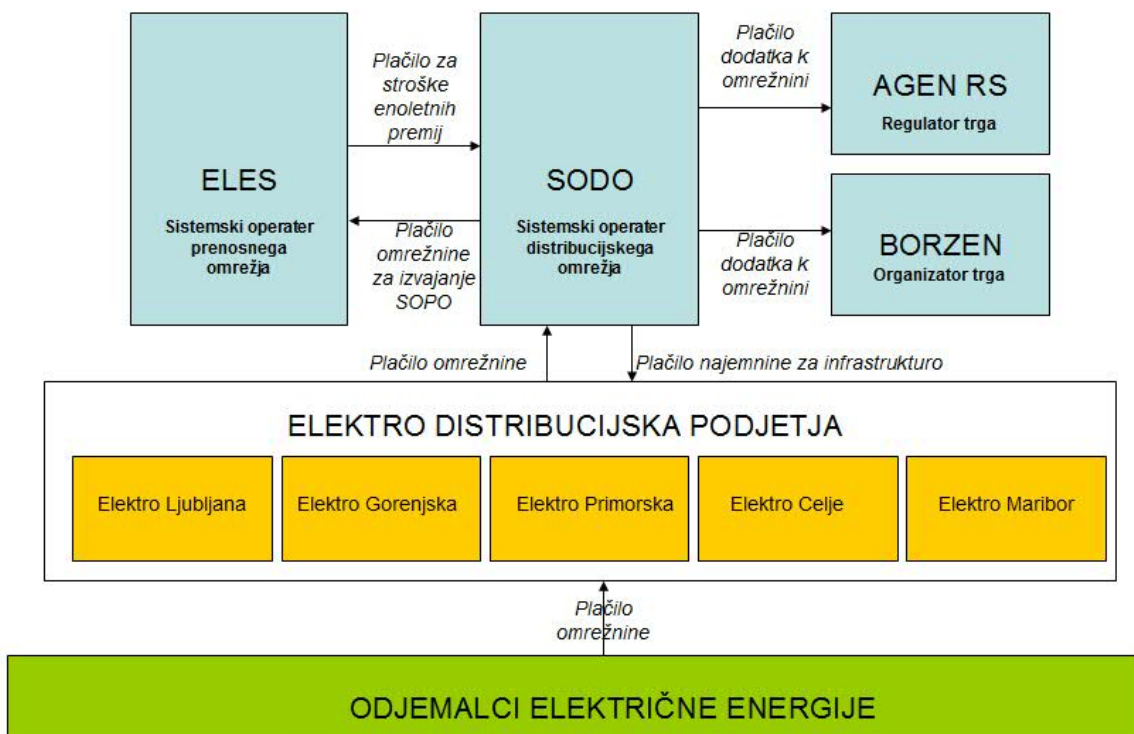 Plačilo za
stroške
enoletnih
premij
Plačilo
dodatka k
omrežnini
AGEN RS
Regulator trga
ELES
Sistemski operater
prenosnega
omrežja
SODO
Sistemski operater
distribucijskega
omrežja
Plačilo
omrežnine
za izvajanje
SOPO
Plačilo
dodatka k
omrežnini
BORZEN
Organizator trga
Plačilo omrežnine
Plačilo najemnine za infrastrukturo
ELEKTRO DISTRIBUCIJSKA PODJETJA
Elektro Ljubljana
Elektro Gorenjska
Elektro Primorska
Elektro Celje
Elektro Maribor
Plačilo
omrežnine
ODJEMALCI ELEKTRIČNE ENERGIJE